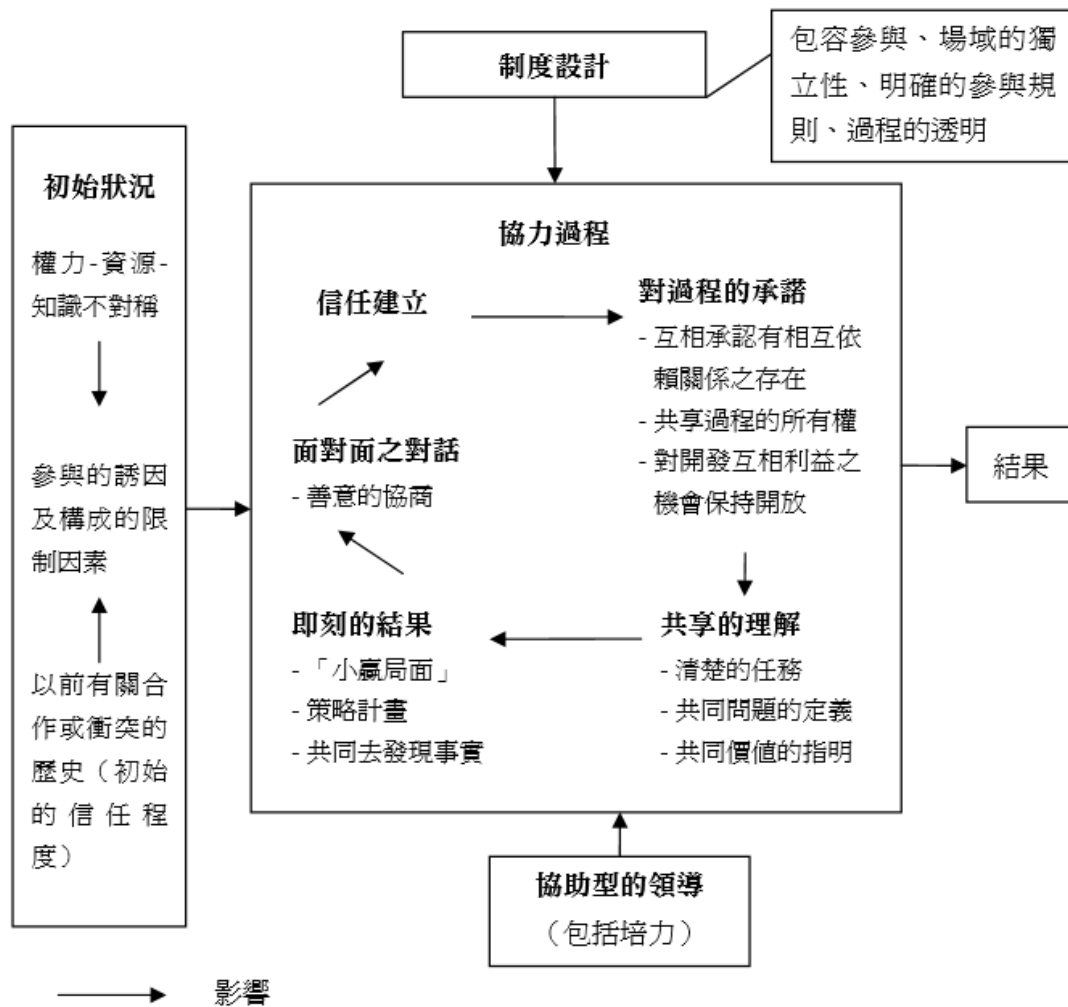 制度設計
包容參與、場域的獨
立性、明確的參與規
則、過程的透明
初始狀況
權力-資源-
知識不對稱
參與的誘因
及構成的限
制因素
以前有關合
作或衝突的
歷史（初始
的信任程
度）
協力過程
信任建立
對過程的承諾
- 互相承認有相互依
賴關係之存在
- 共享過程的所有權
- 對開發互相利益之
機會保持開放
面對面之對話
- 善意的協商
即刻的結果
- 「小贏局面」
- 策略計畫
- 共同去發現事實
共享的理解
- 清楚的任務
- 共同問題的定義
- 共同價值的指明
結果
協助型的領導
（包括培力）
影響